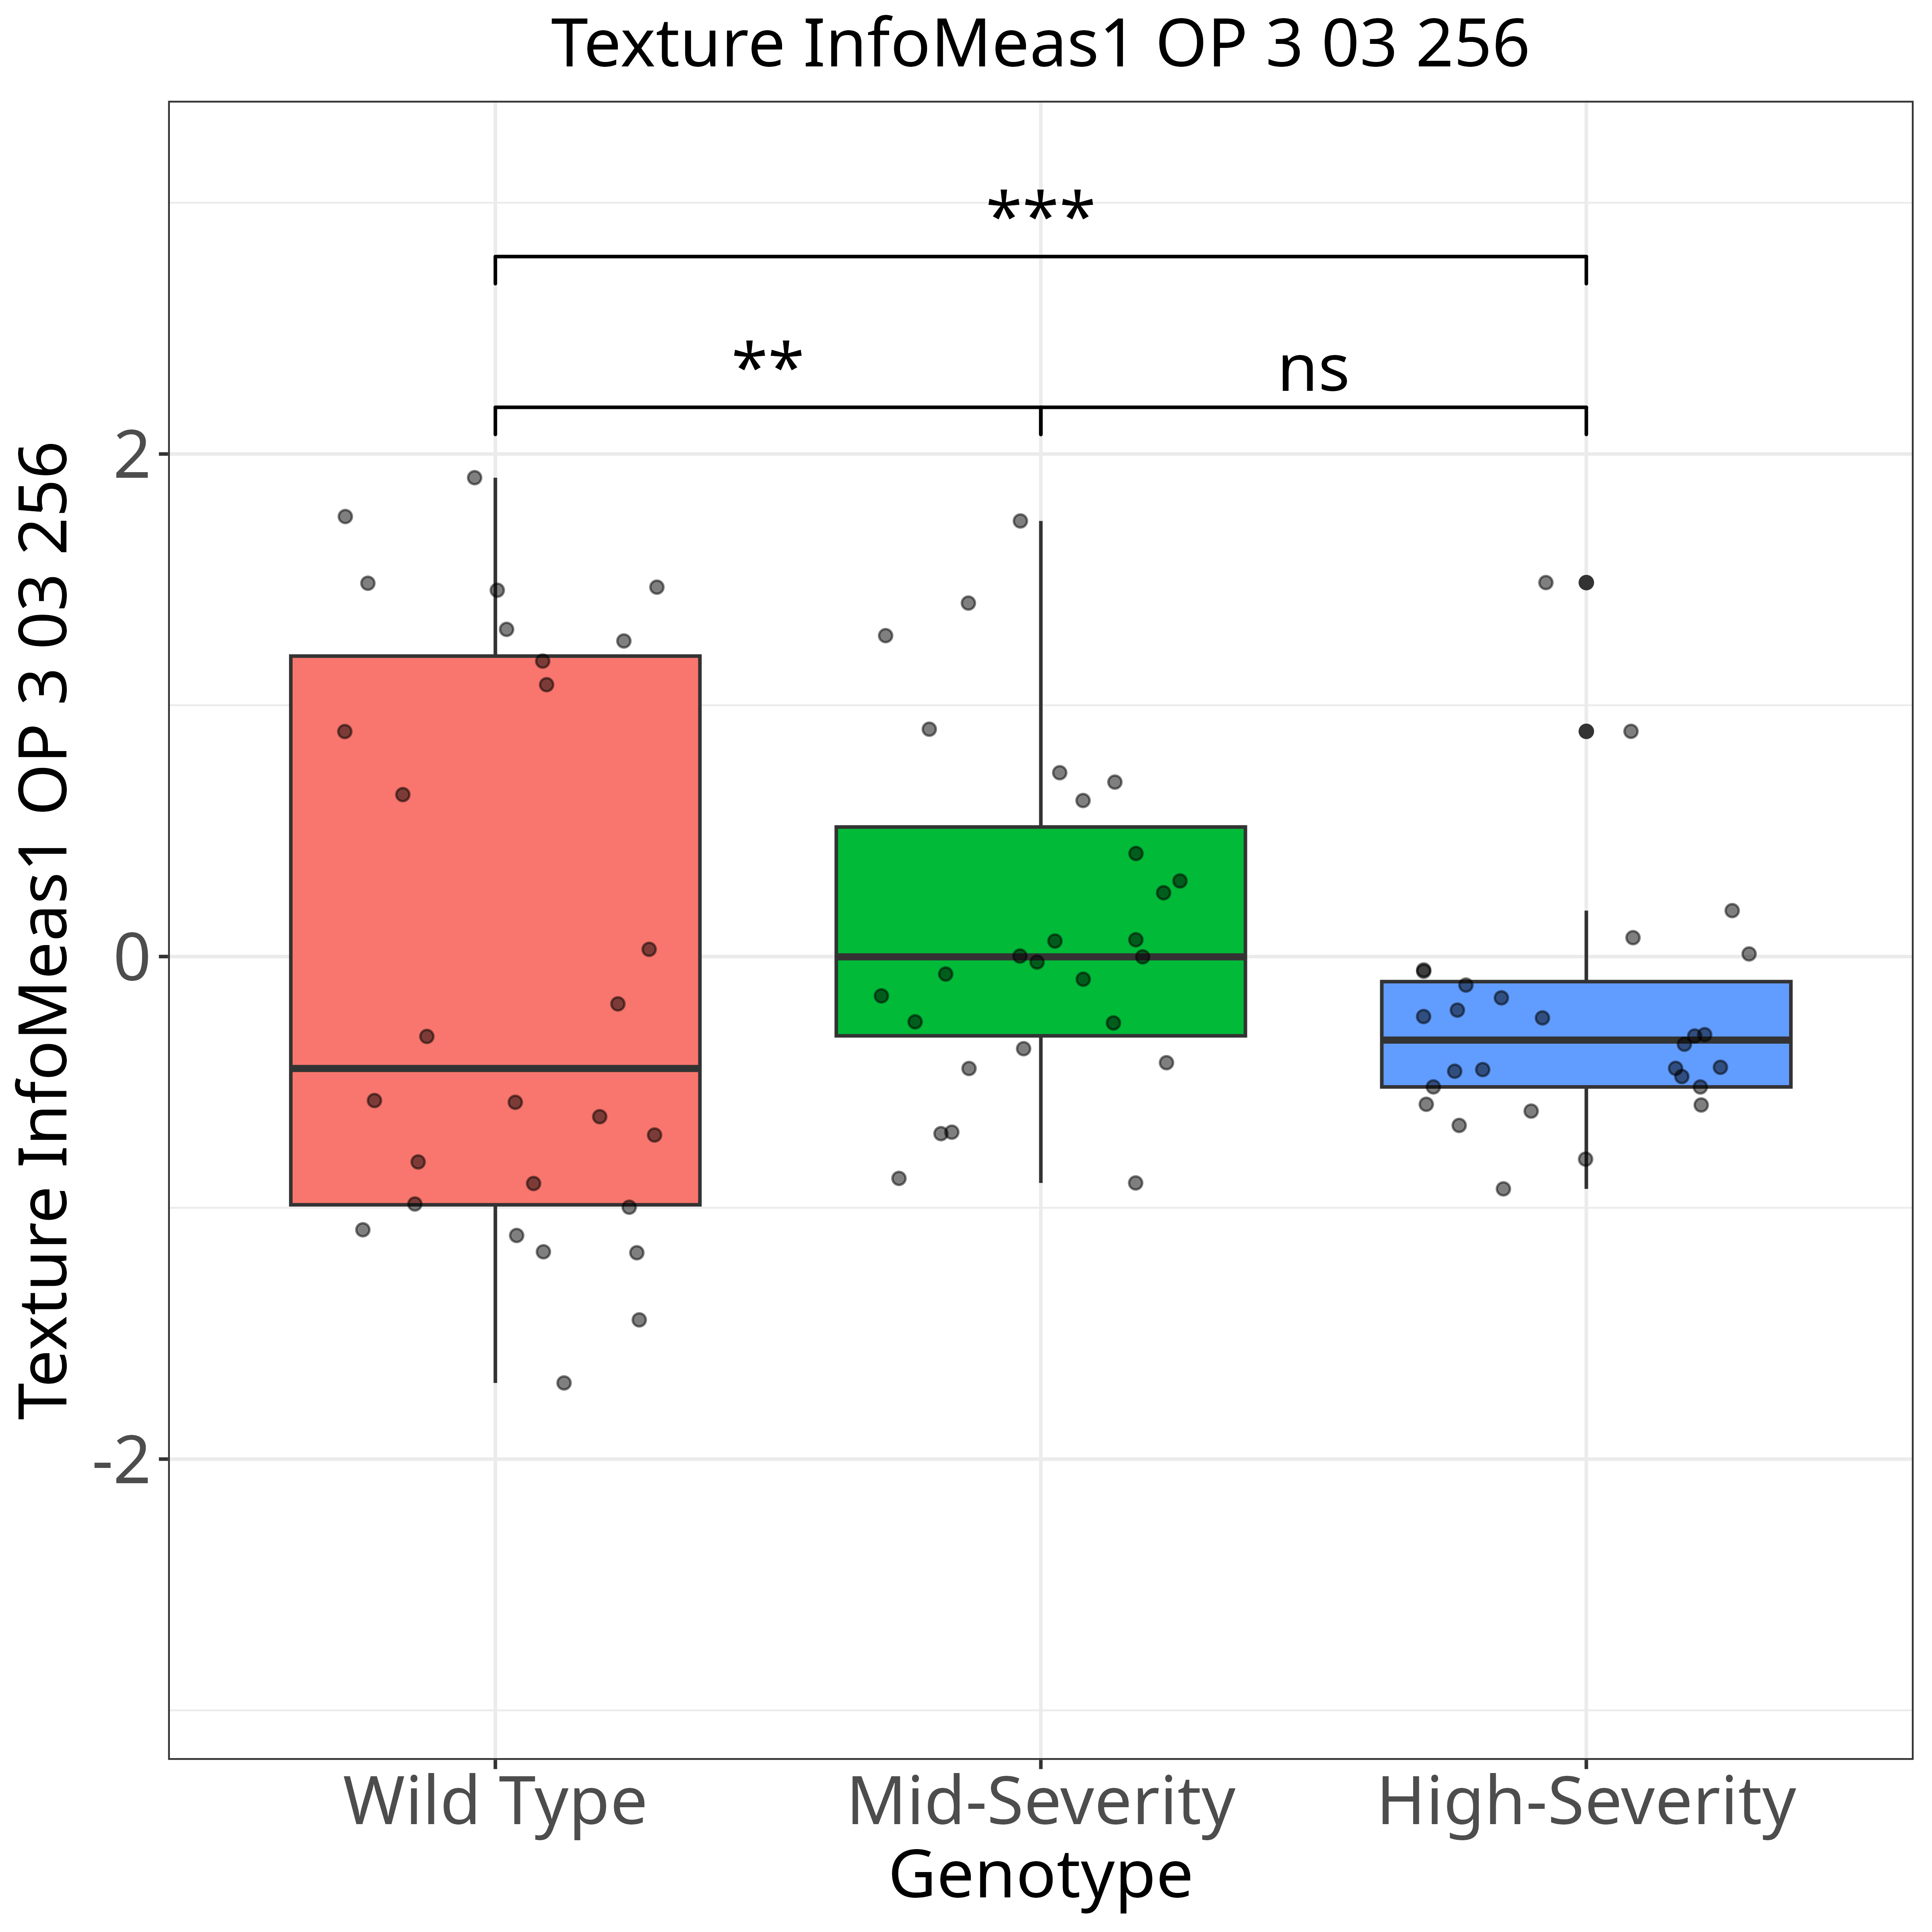 Texture InfoMeas1 OP 3 03 256
***
** ns
Texture InfoMeas1 OP 3 03 256
2
0
-2
Wild Type Mid-Severity High-Severity
Genotype